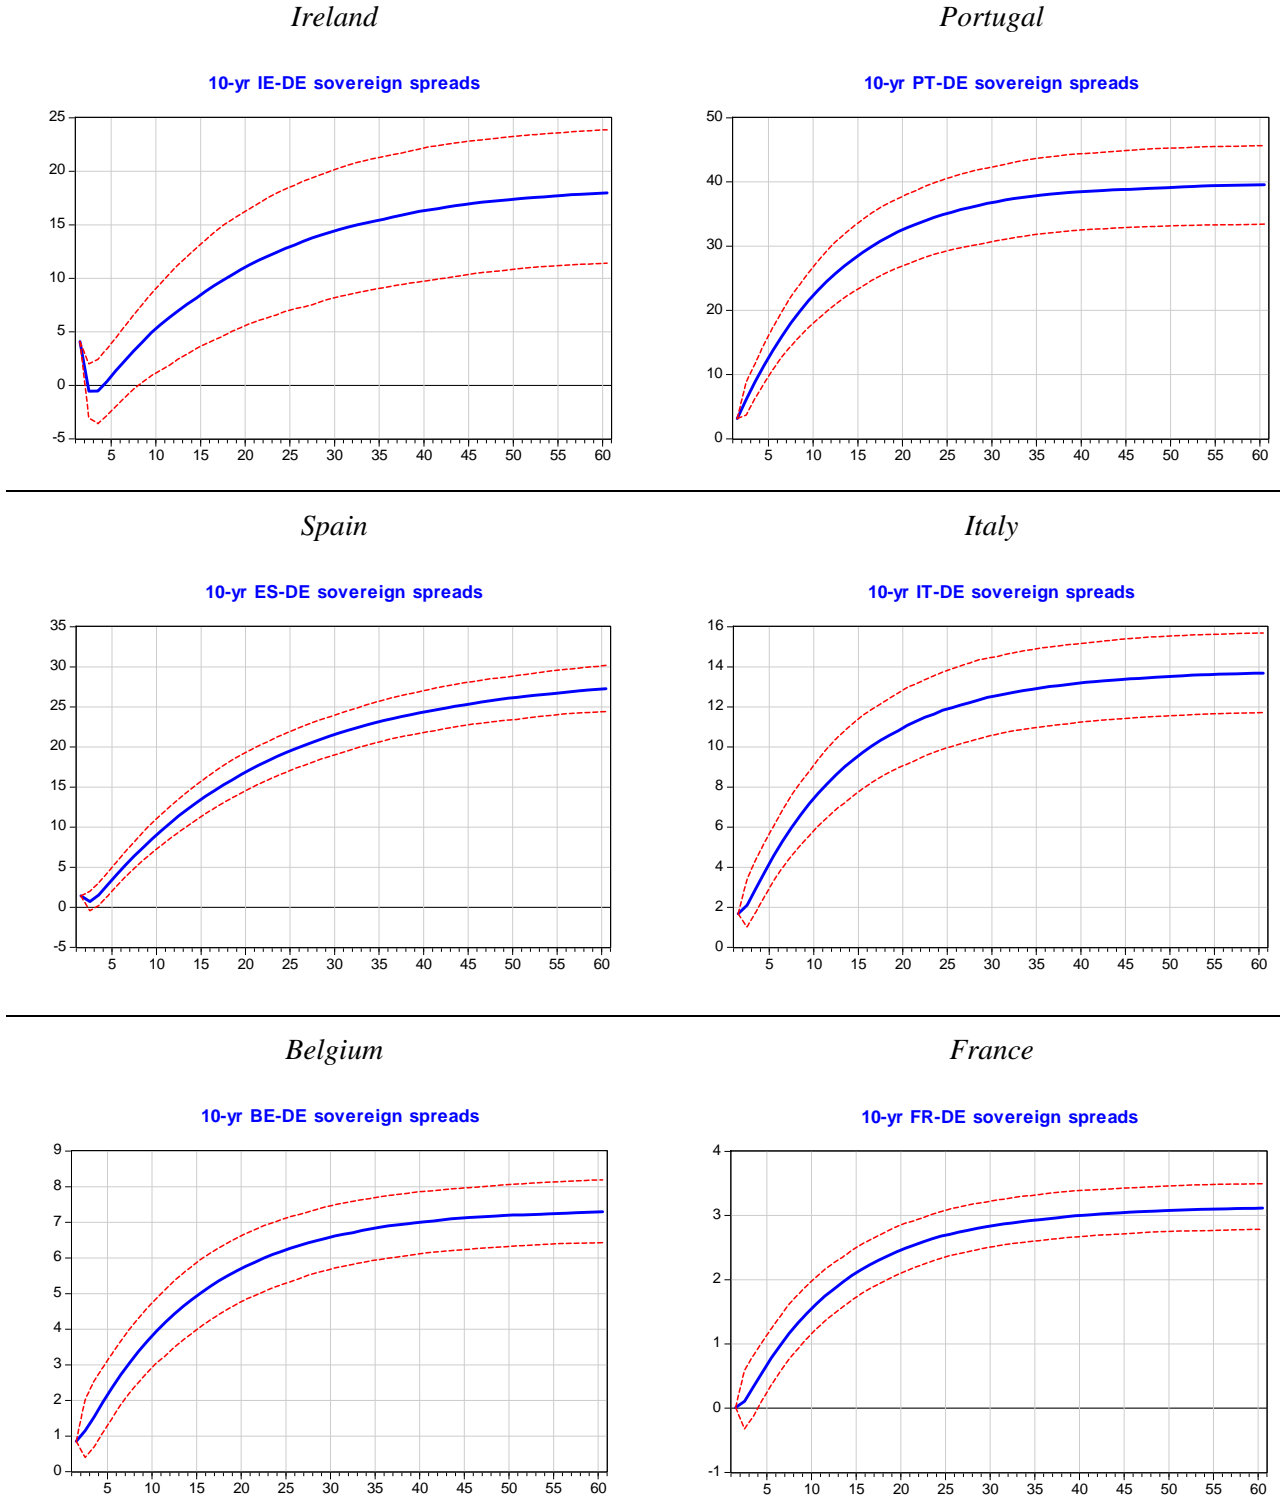 Ireland
Portugal
10-yr IE-DE sovereign spreads
10-yr PT-DE sovereign spreads
25
20
15
10
5
0
-5
5 10 15 20 25 30 35 40 45 50 55 60
50
40
30
20
10
0
5 10 15 20 25 30 35 40 45 50 55 60
Spain
Italy
10-yr ES-DE sovereign spreads
10-yr IT-DE sovereign spreads
35
30
25
20
15
10
5
0
-5
5 10 15 20 25 30 35 40 45 50 55 60
16
14
12
10
8
6
4
2
0
5 10 15 20 25 30 35 40 45 50 55 60
Belgium
France
10-yr BE-DE sovereign spreads
10-yr FR-DE sovereign spreads
9
8
7
6
5
4
3
2
1
0
5 10 15 20 25 30 35 40 45 50 55 60
4
3
2
1
0
-1
5 10 15 20 25 30 35 40 45 50 55 60